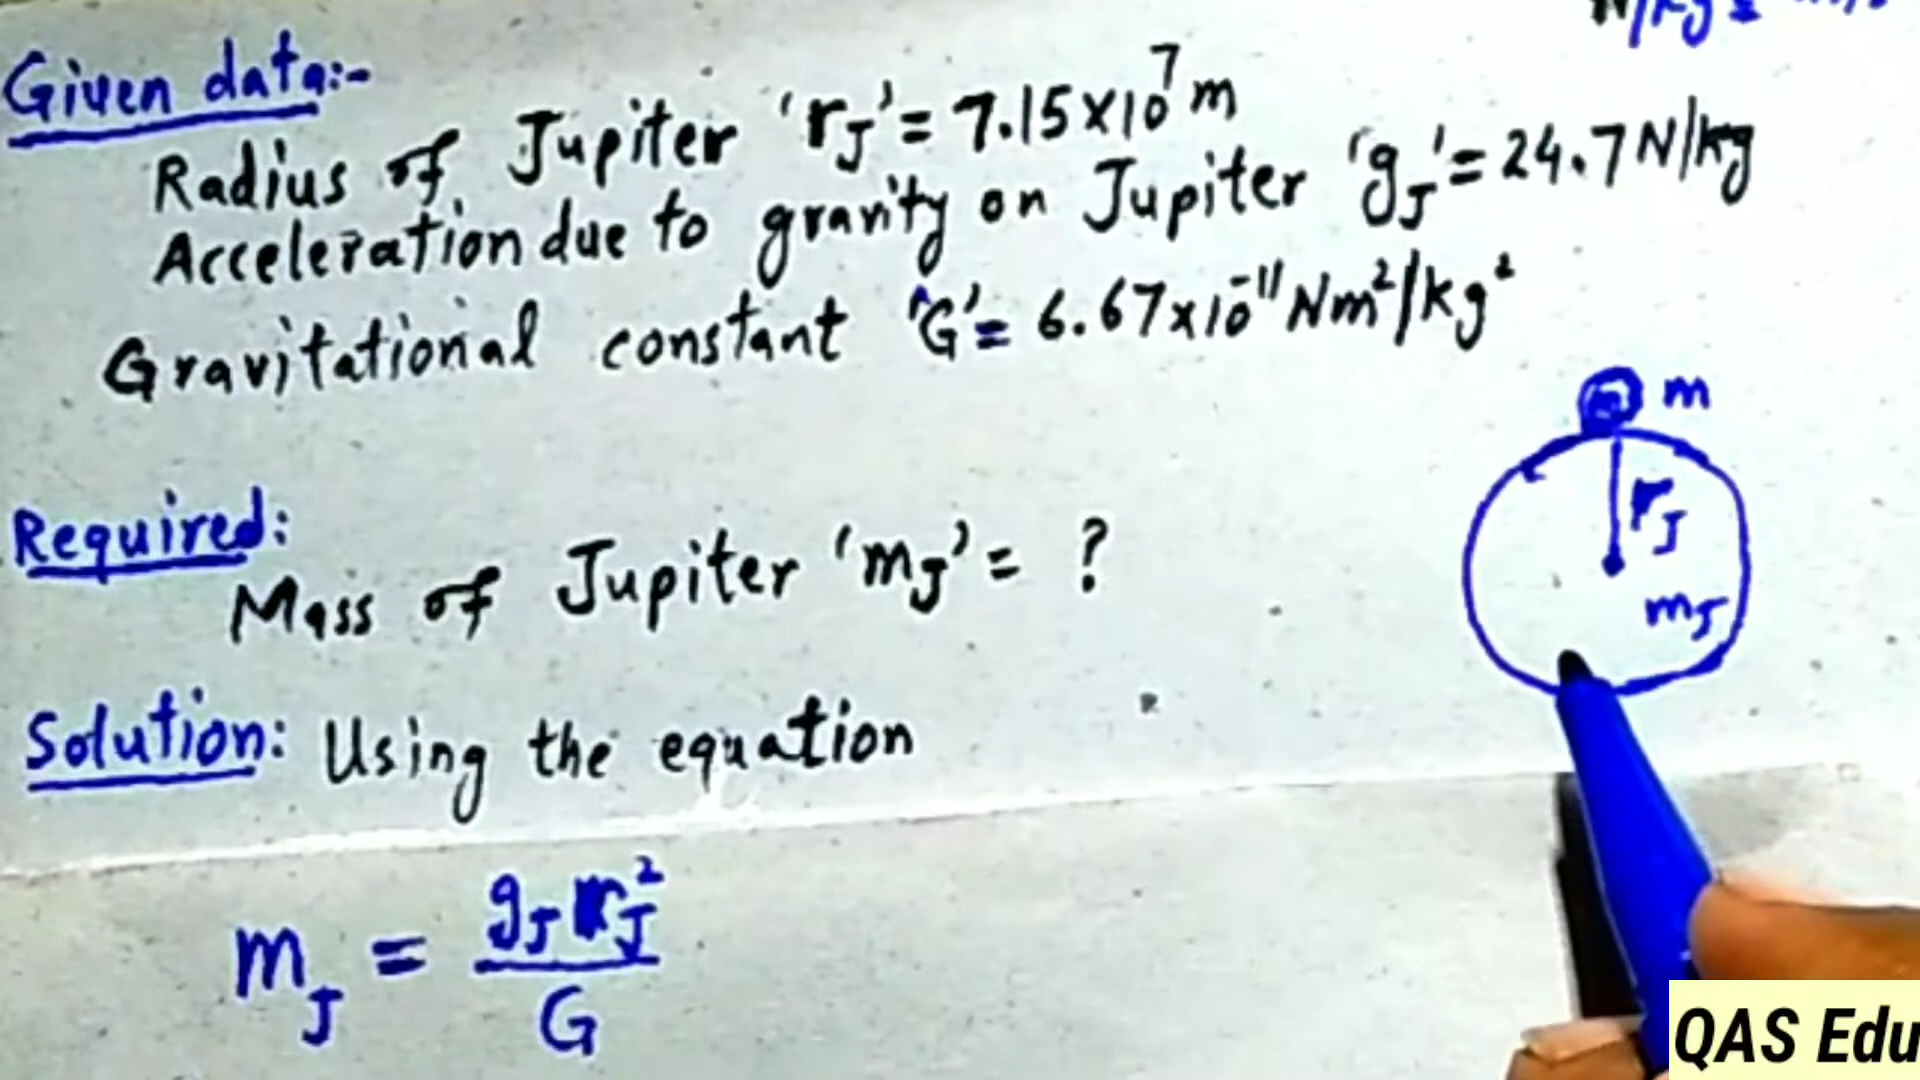 Given data:-
Radius of Jupiter 'rJ' = 7.15×10⁷ m
Acceleration due to gravity on Jupiter 'gJ' = 24.7 N/kg
Gravitational constant 'G' = 6.67×10⁻¹¹ Nm²/kg²
m
rJ
mJ
Required:
Mass of Jupiter 'mJ' = ?
Solution: Using the equation
mJ = gJ rJ² / G
QAS Edu